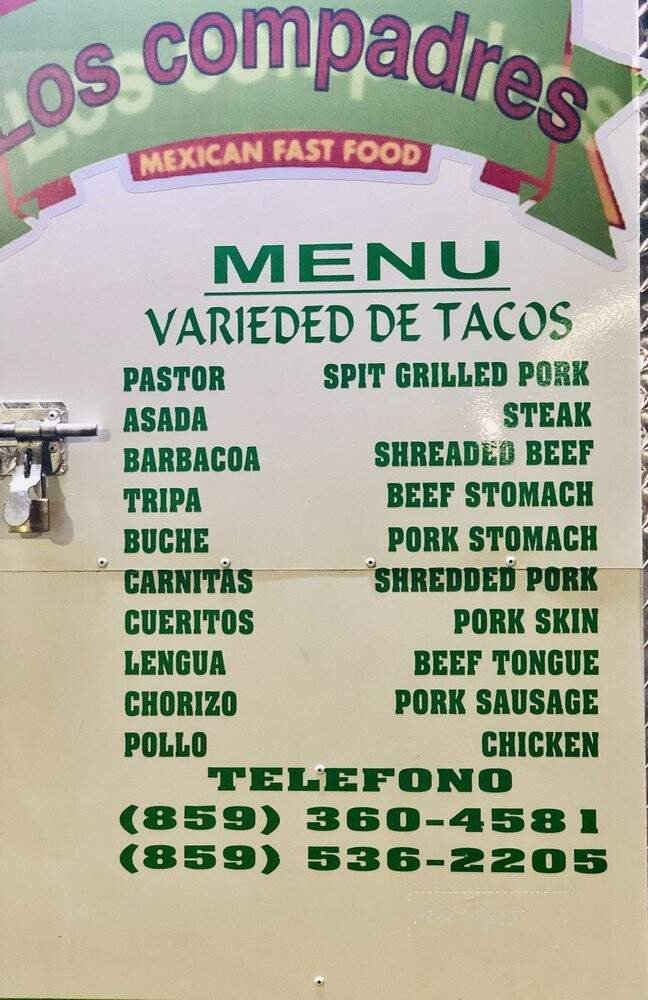 Los compadres
MEXICAN FAST FOOD
MENU
VARIEDED DE TACOS
PASTOR SPIT GRILLED PORK
ASADA STEAK
BARBACOA SHREADED BEEF
TRIPA BEEF STOMACH
BUCHE PORK STOMACH
CARNITAS SHREDDED PORK
CUERITOS PORK SKIN
LENGUA BEEF TONGUE
CHORIZO PORK SAUSAGE
POLLO CHICKEN
TELEFONO
(859) 360-4581
(859) 536-2205